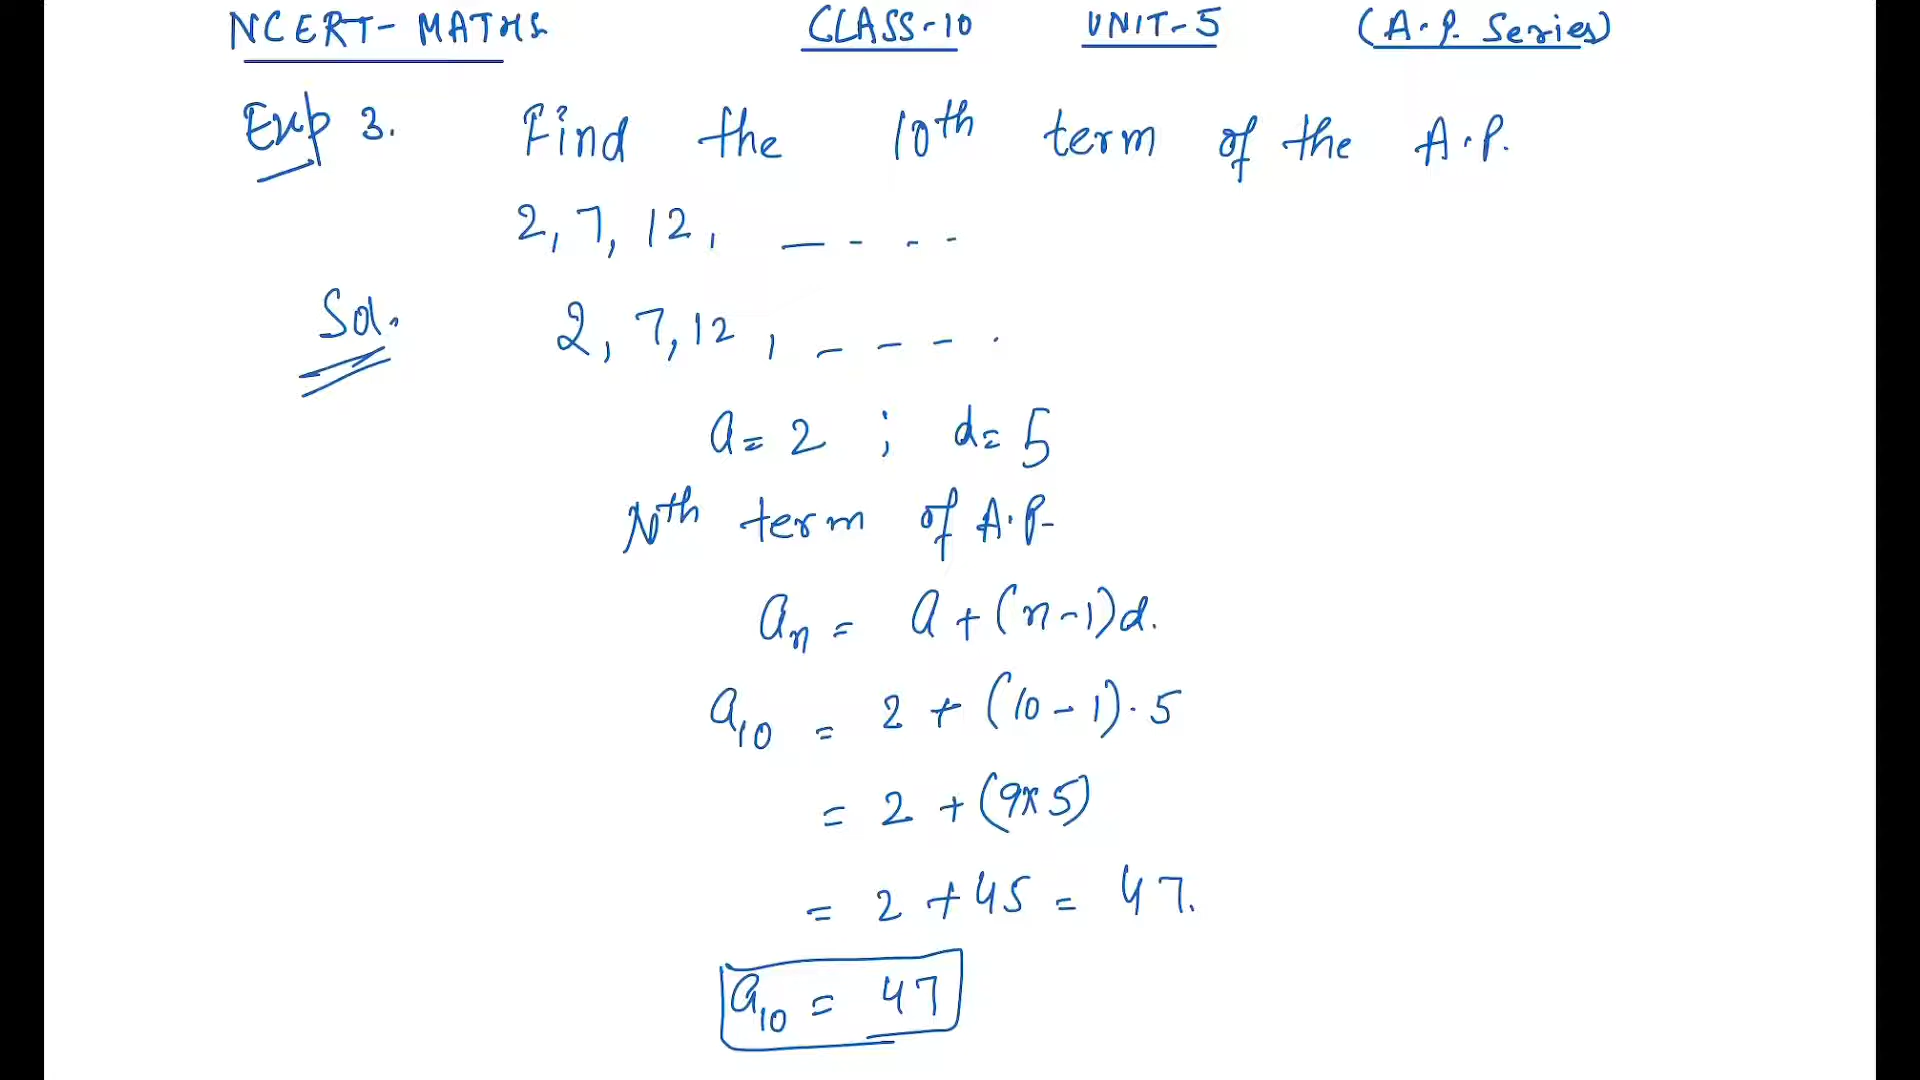 NCERT- MATHS CLASS-10 UNIT-5 (A.P. Series)
Exp 3. Find the 10th term of the A.P.
2, 7, 12, — - - -
Sol. 2, 7, 12, - - - .
a = 2 ; d = 5
Nth term of A.P-
an = a + (n-1)d.
a10 = 2 + (10-1)·5
= 2 + (9x5)
= 2 + 45 = 47.
a10 = 47